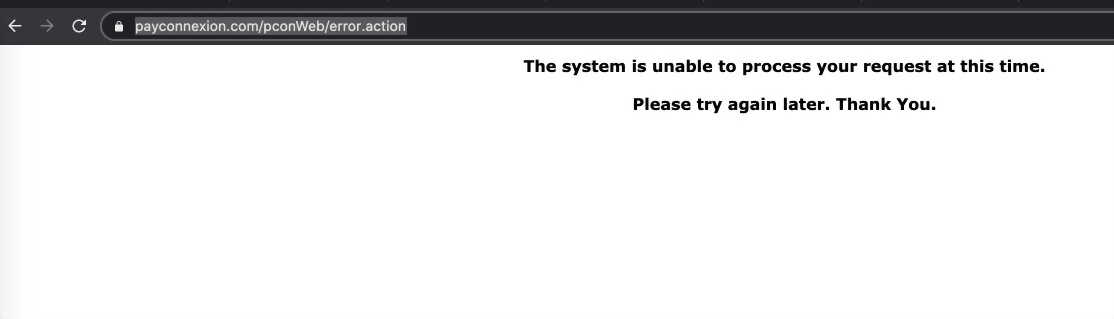 payconnexion.com/pconWeb/error.action
The system is unable to process your request at this time.
Please try again later. Thank You.